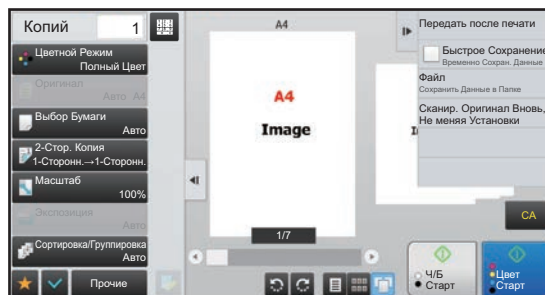 Копий 1
Цветной Режим
Полный Цвет
Оригинал
Авто A4
Выбор Бумаги
Авто
2-Стор. Копия
1-Сторонн.→1-Сторонн.
Масштаб
100%
Экспозиция
Авто
Сортировка/Группировка
Авто
Прочие
A4
A4
Image
1/7
Передать после печати
Быстрое Сохранение
Временно Сохран. Данные
Файл
Сохранить Данные в Папке
Сканир. Оригинал Вновь,
Не меняя Установки
CA
Ч/Б
Старт
Цвет
Старт